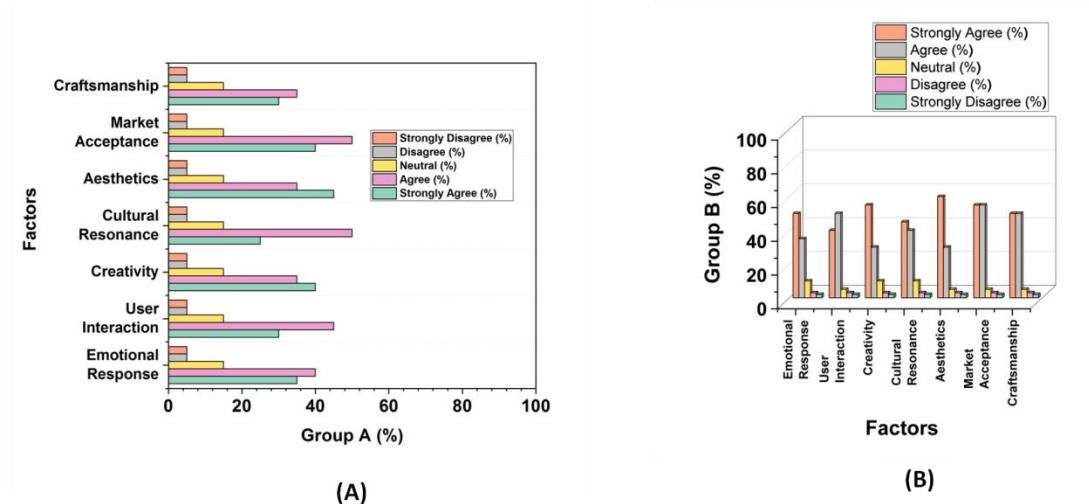 Factors
Craftsmanship
Market
Acceptance
Aesthetics
Cultural
Resonance
Creativity
User
Interaction
Emotional
Response
Strongly Disagree (%)
Disagree (%)
Neutral (%)
Agree (%)
Strongly Agree (%)
0 20 40 60 80 100
Group A (%)
(A)
Strongly Agree (%)
Agree (%)
Neutral (%)
Disagree (%)
Strongly Disagree (%)
Group B (%)
100
80
60
40
20
0
Emotional
Response
User
Interaction
Creativity
Cultural
Resonance
Aesthetics
Market
Acceptance
Craftsmanship
Factors
(B)